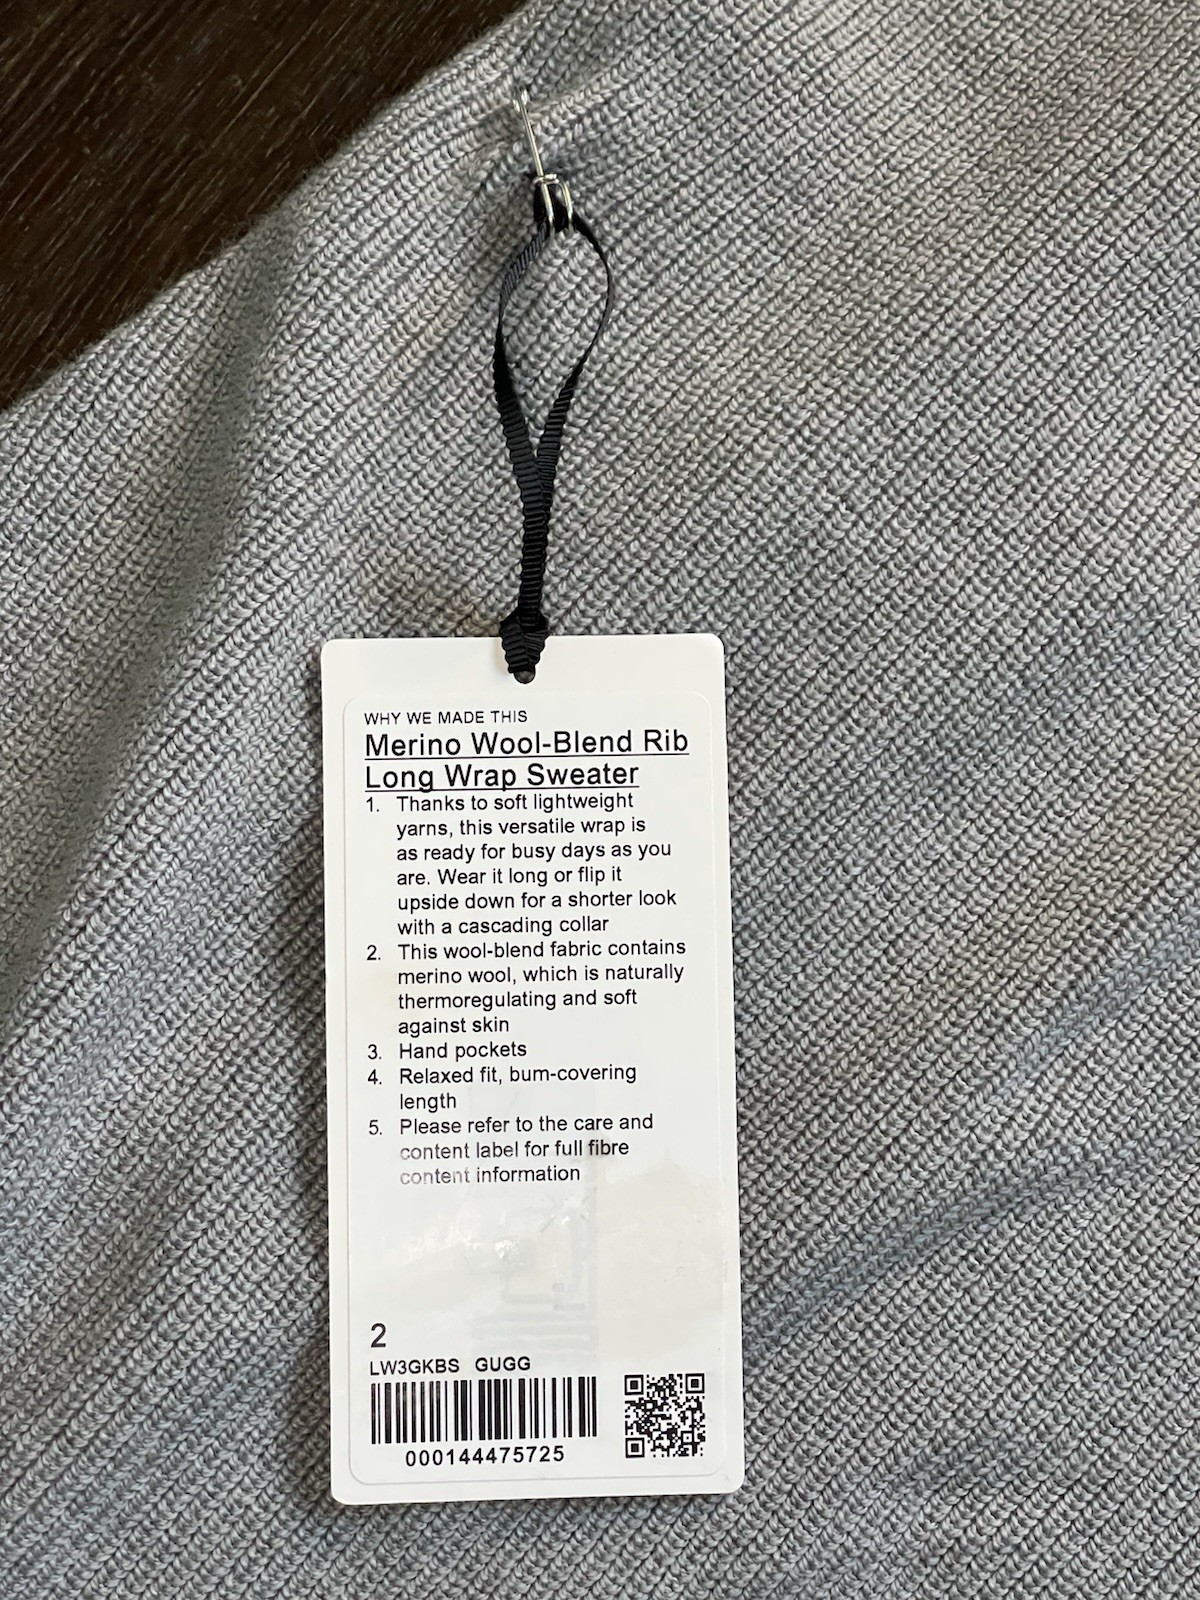 WHY WE MADE THIS
Merino Wool-Blend Rib
Long Wrap Sweater
1. Thanks to soft lightweight
yarns, this versatile wrap is
as ready for busy days as you
are. Wear it long or flip it
upside down for a shorter look
with a cascading collar
2. This wool-blend fabric contains
merino wool, which is naturally
thermoregulating and soft
against skin
3. Hand pockets
4. Relaxed fit, bum-covering
length
5. Please refer to the care and
content label for full fibre
content information
2
LW3GKBS GUGG
000144475725